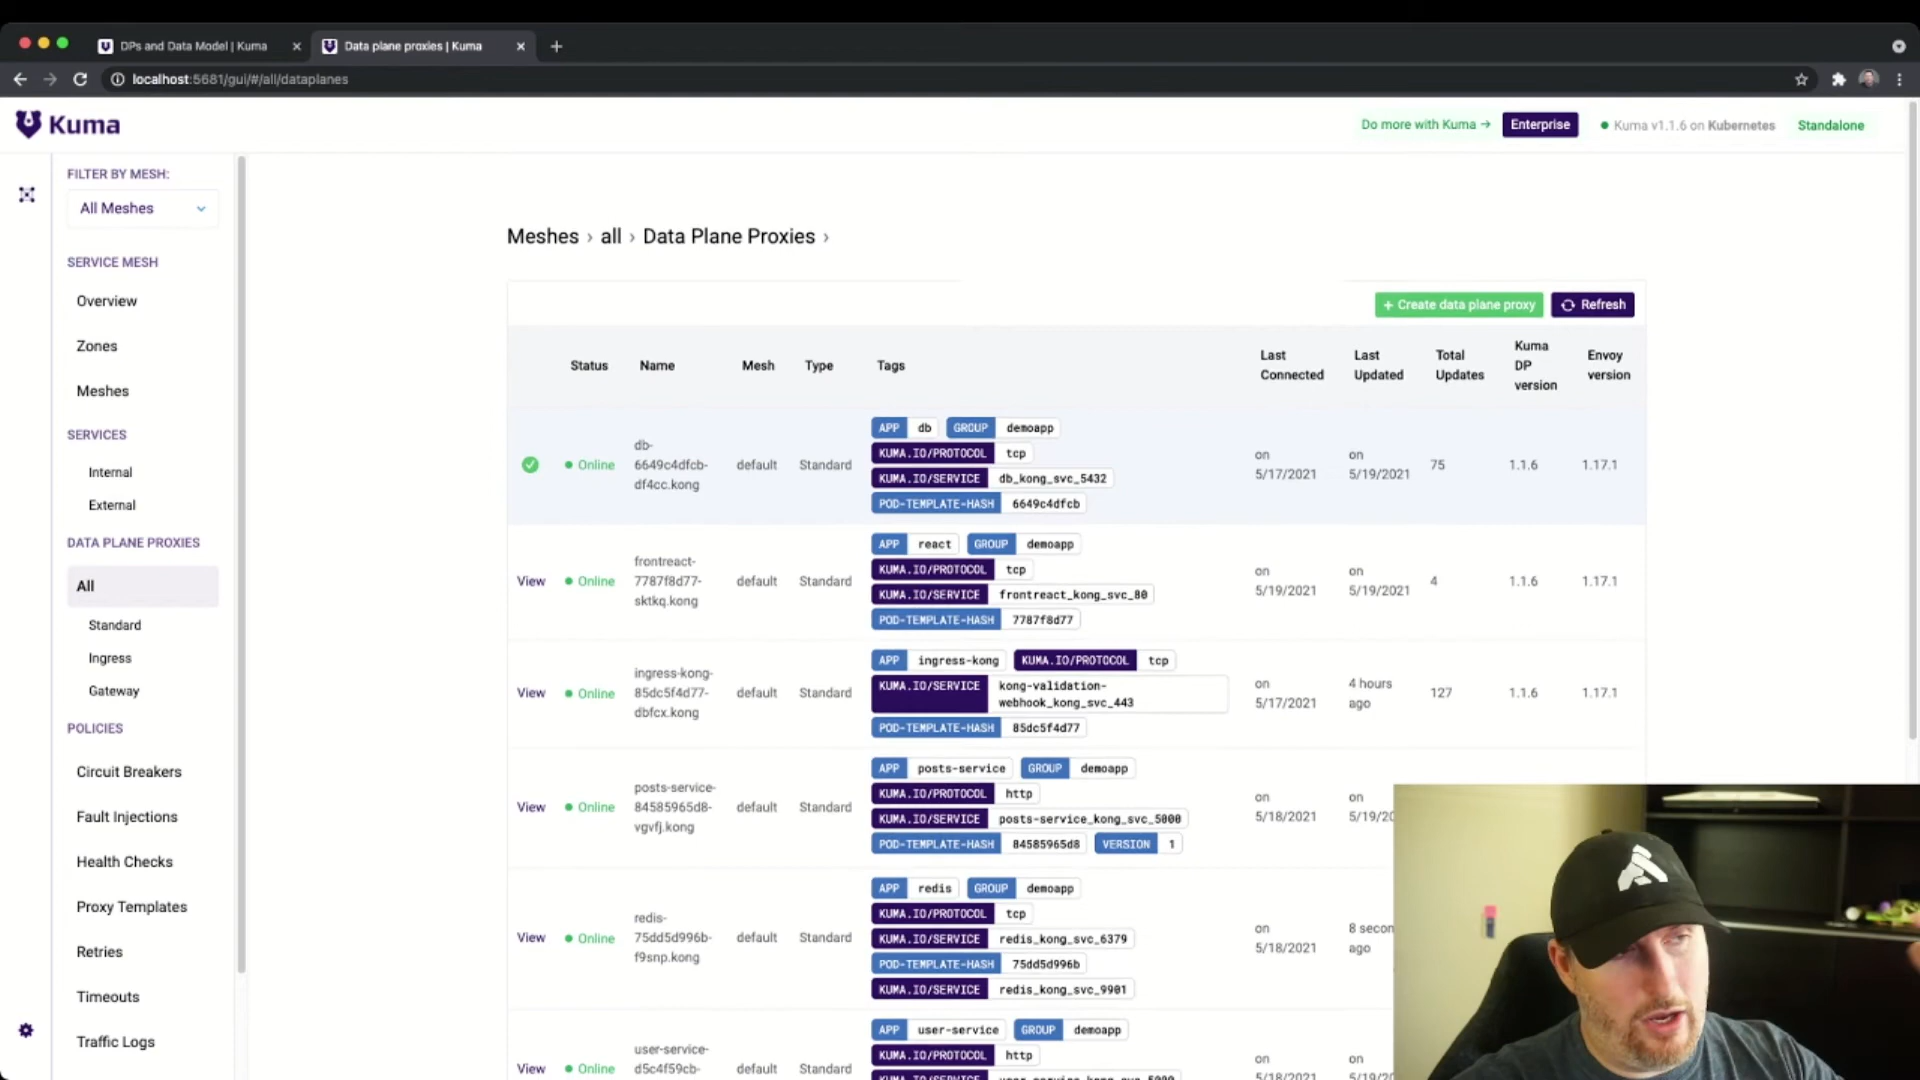 DPs and Data Model | Kuma
Data plane proxies | Kuma
localhost:5681/gui/#/all/dataplanes
Kuma
Do more with Kuma →
Enterprise
Kuma v1.1.6 on Kubernetes
Standalone
FILTER BY MESH:
All Meshes
SERVICE MESH
Overview
Zones
Meshes
SERVICES
Internal
External
DATA PLANE PROXIES
All
Standard
Ingress
Gateway
POLICIES
Circuit Breakers
Fault Injections
Health Checks
Proxy Templates
Retries
Timeouts
Traffic Logs
Meshes › all › Data Plane Proxies ›
+ Create data plane proxy
Refresh
Status
Name
Mesh
Type
Tags
Last
Connected
Last
Updated
Total
Updates
Kuma
DP
version
Envoy
version
Online
db-
6649c4dfcb-
df4cc.kong
default
Standard
APP db GROUP demoapp
KUMA.IO/PROTOCOL tcp
KUMA.IO/SERVICE db_kong_svc_5432
POD-TEMPLATE-HASH 6649c4dfcb
on
5/17/2021
on
5/19/2021
75
1.1.6
1.17.1
View
Online
frontreact-
7787f8d77-
sktkq.kong
default
Standard
APP react GROUP demoapp
KUMA.IO/PROTOCOL tcp
KUMA.IO/SERVICE frontreact_kong_svc_80
POD-TEMPLATE-HASH 7787f8d77
on
5/19/2021
on
5/19/2021
4
1.1.6
1.17.1
View
Online
ingress-kong-
85dc5f4d77-
dbfcx.kong
default
Standard
APP ingress-kong KUMA.IO/PROTOCOL tcp
KUMA.IO/SERVICE kong-validation-
webhook_kong_svc_443
POD-TEMPLATE-HASH 85dc5f4d77
on
5/17/2021
4 hours
ago
127
1.1.6
1.17.1
View
Online
posts-service-
84585965d8-
vgvfj.kong
default
Standard
APP posts-service GROUP demoapp
KUMA.IO/PROTOCOL http
KUMA.IO/SERVICE posts-service_kong_svc_5000
POD-TEMPLATE-HASH 84585965d8 VERSION 1
on
5/18/2021
on
5/19/20
View
Online
redis-
75dd5d996b-
f9snp.kong
default
Standard
APP redis GROUP demoapp
KUMA.IO/PROTOCOL tcp
KUMA.IO/SERVICE redis_kong_svc_6379
POD-TEMPLATE-HASH 75dd5d996b
KUMA.IO/SERVICE redis_kong_svc_9901
on
5/18/2021
8 secon
ago
View
Online
user-service-
d5c4f59cb-
default
Standard
APP user-service GROUP demoapp
KUMA.IO/PROTOCOL http
KUMA.IO/SERVICE user-service_kong_svc_5000
on
5/18/2021
on
5/19/20